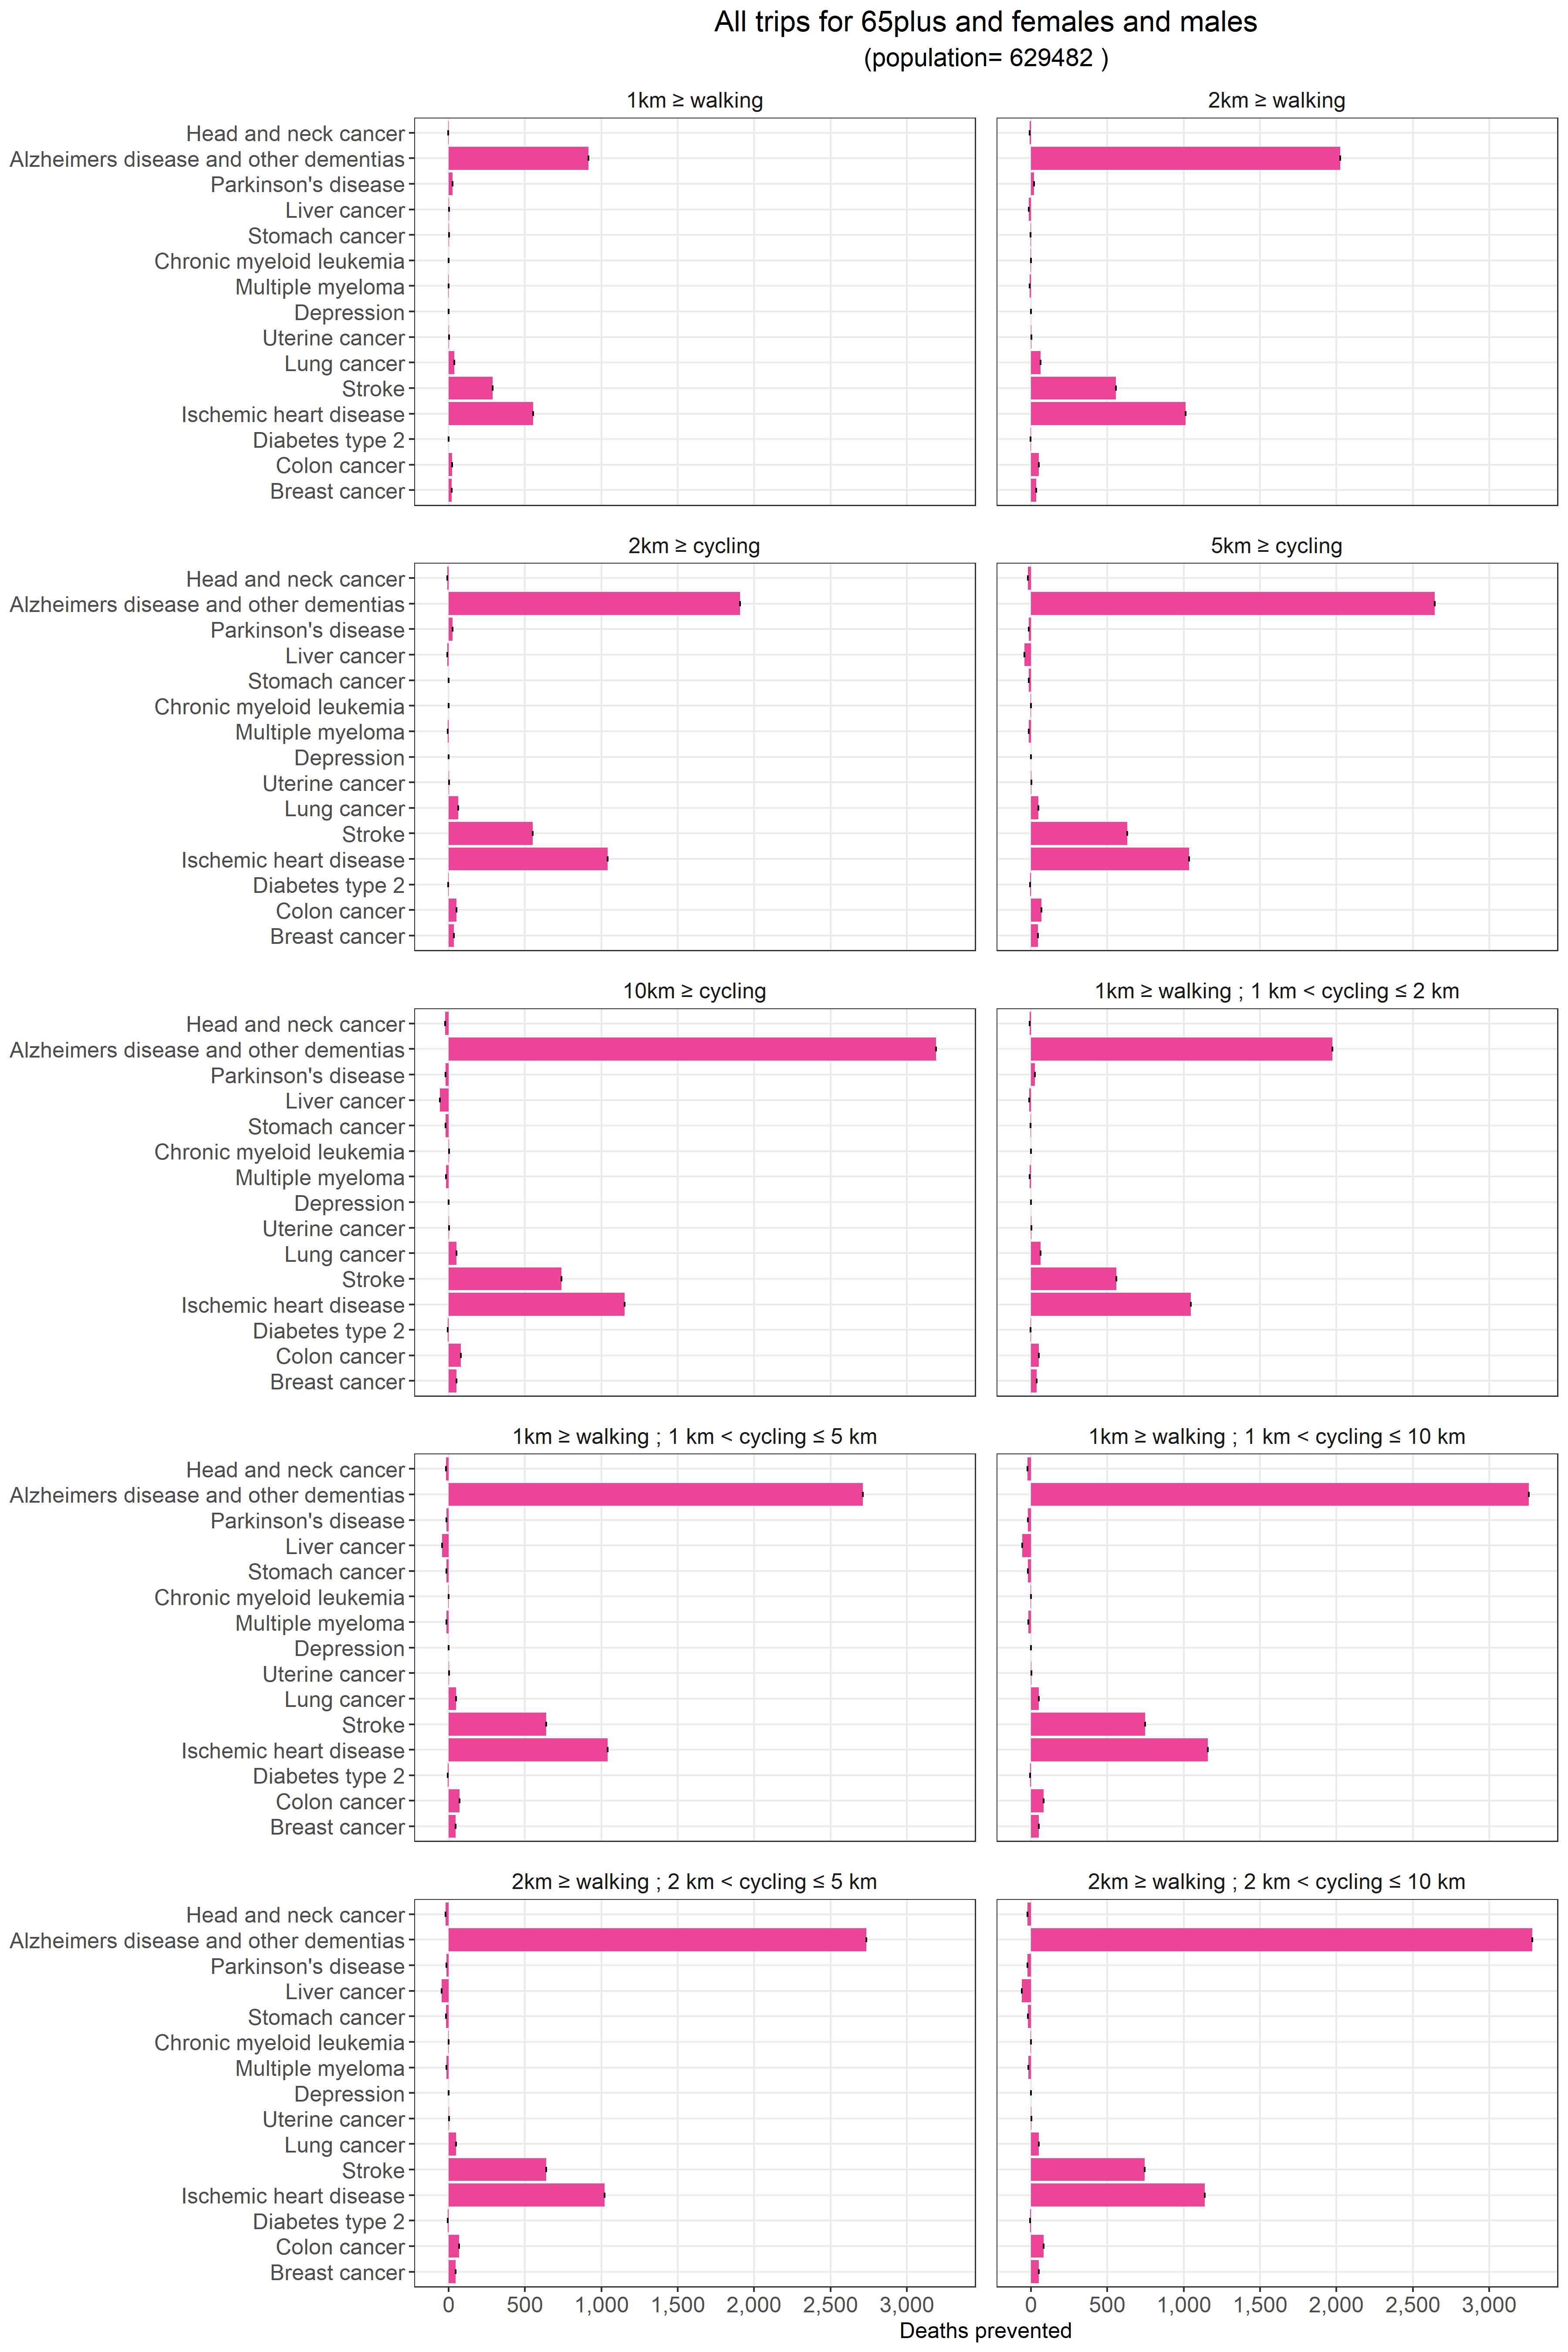 All trips for 65plus and females and males
(population= 629482 )
1km ≥ walking
2km ≥ walking
Head and neck cancer
Alzheimers disease and other dementias
Parkinson's disease
Liver cancer
Stomach cancer
Chronic myeloid leukemia
Multiple myeloma
Depression
Uterine cancer
Lung cancer
Stroke
Ischemic heart disease
Diabetes type 2
Colon cancer
Breast cancer
2km ≥ cycling
5km ≥ cycling
Head and neck cancer
Alzheimers disease and other dementias
Parkinson's disease
Liver cancer
Stomach cancer
Chronic myeloid leukemia
Multiple myeloma
Depression
Uterine cancer
Lung cancer
Stroke
Ischemic heart disease
Diabetes type 2
Colon cancer
Breast cancer
10km ≥ cycling
1km ≥ walking ; 1 km < cycling ≤ 2 km
Head and neck cancer
Alzheimers disease and other dementias
Parkinson's disease
Liver cancer
Stomach cancer
Chronic myeloid leukemia
Multiple myeloma
Depression
Uterine cancer
Lung cancer
Stroke
Ischemic heart disease
Diabetes type 2
Colon cancer
Breast cancer
1km ≥ walking ; 1 km < cycling ≤ 5 km
1km ≥ walking ; 1 km < cycling ≤ 10 km
Head and neck cancer
Alzheimers disease and other dementias
Parkinson's disease
Liver cancer
Stomach cancer
Chronic myeloid leukemia
Multiple myeloma
Depression
Uterine cancer
Lung cancer
Stroke
Ischemic heart disease
Diabetes type 2
Colon cancer
Breast cancer
2km ≥ walking ; 2 km < cycling ≤ 5 km
2km ≥ walking ; 2 km < cycling ≤ 10 km
Head and neck cancer
Alzheimers disease and other dementias
Parkinson's disease
Liver cancer
Stomach cancer
Chronic myeloid leukemia
Multiple myeloma
Depression
Uterine cancer
Lung cancer
Stroke
Ischemic heart disease
Diabetes type 2
Colon cancer
Breast cancer
0 500 1,000 1,500 2,000 2,500 3,000
0 500 1,000 1,500 2,000 2,500 3,000
Deaths prevented